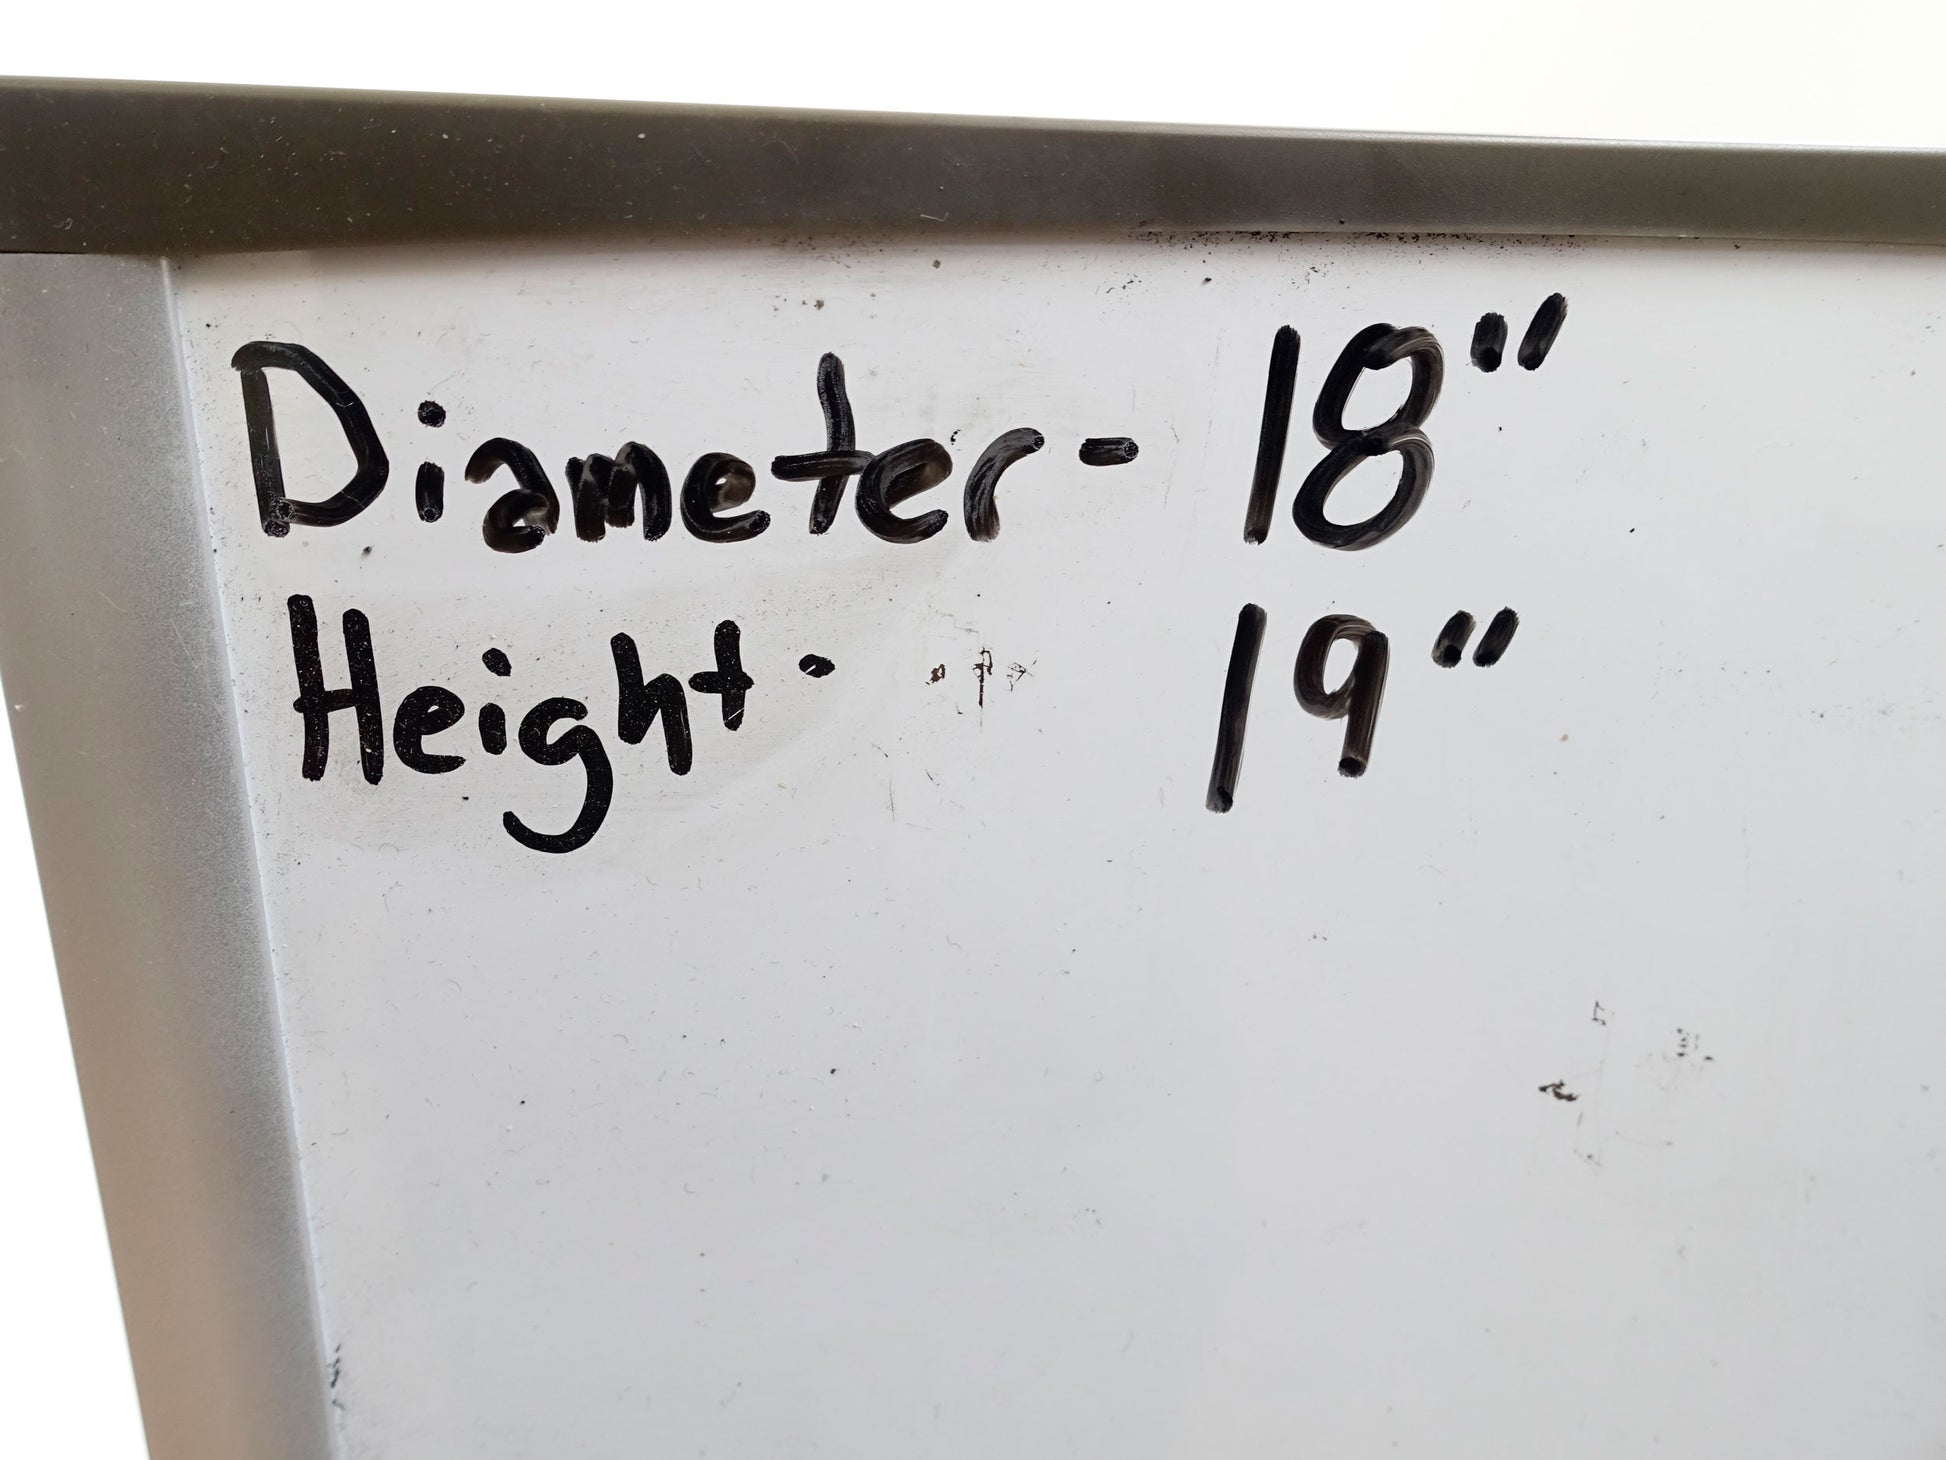 Diameter- 18"
Height- 19"